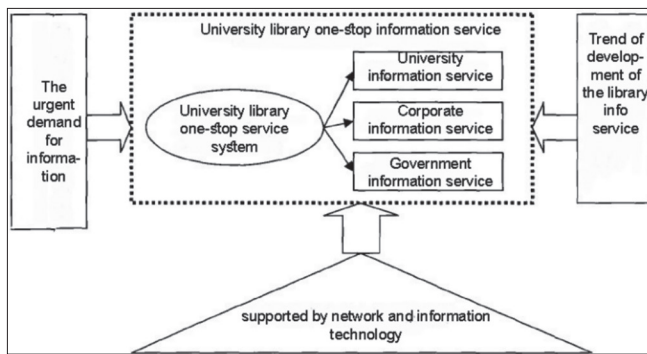 University library one-stop information service
The
urgent
demand
for
informa-
tion
University library
one-stop service
system
University
information service
Corporate
information service
Government
information service
Trend of
develop-
ment of
the library
info
service
supported by network and information
technology